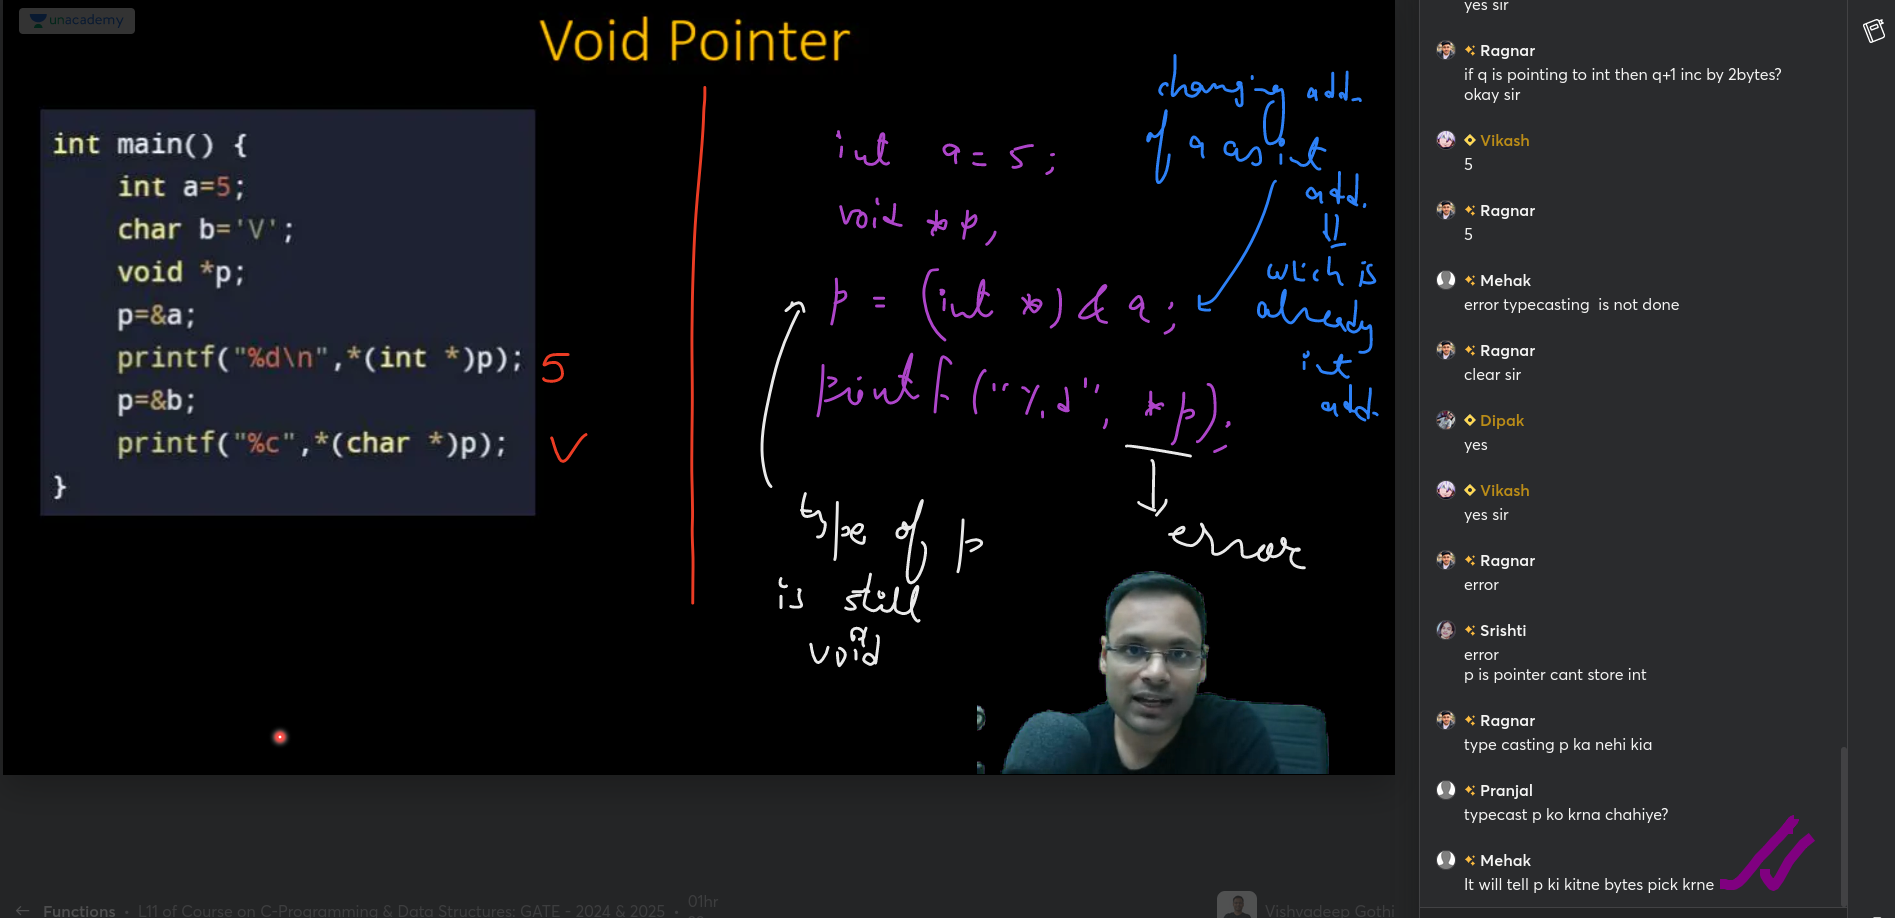 unacademy
Void Pointer
int main() {
int a=5;
char b='V';
void *p;
p=&a;
printf("%d\n",*(int *)p);
5
p=&b;
printf("%c",*(char *)p);
V
}
int a = 5;
void *p,
p = (int *) & a;
printf ("%d", *p);
type of p
is still
void
error
changing add.
of a as int
add.
which is
already
int
add.
yes sir
Ragnar
if q is pointing to int then q+1 inc by 2bytes?
okay sir
Vikash
5
Ragnar
5
Mehak
error typecasting is not done
Ragnar
clear sir
Dipak
yes
Vikash
yes sir
Ragnar
error
Srishti
error
p is pointer cant store int
Ragnar
type casting p ka nehi kia
Pranjal
typecast p ko krna chahiye?
Mehak
It will tell p ki kitne bytes pick krne
← Functions • L11 of Course on C-Programming & Data Structures: GATE - 2024 & 2025 • 01hr
Vishvadeep Gothi